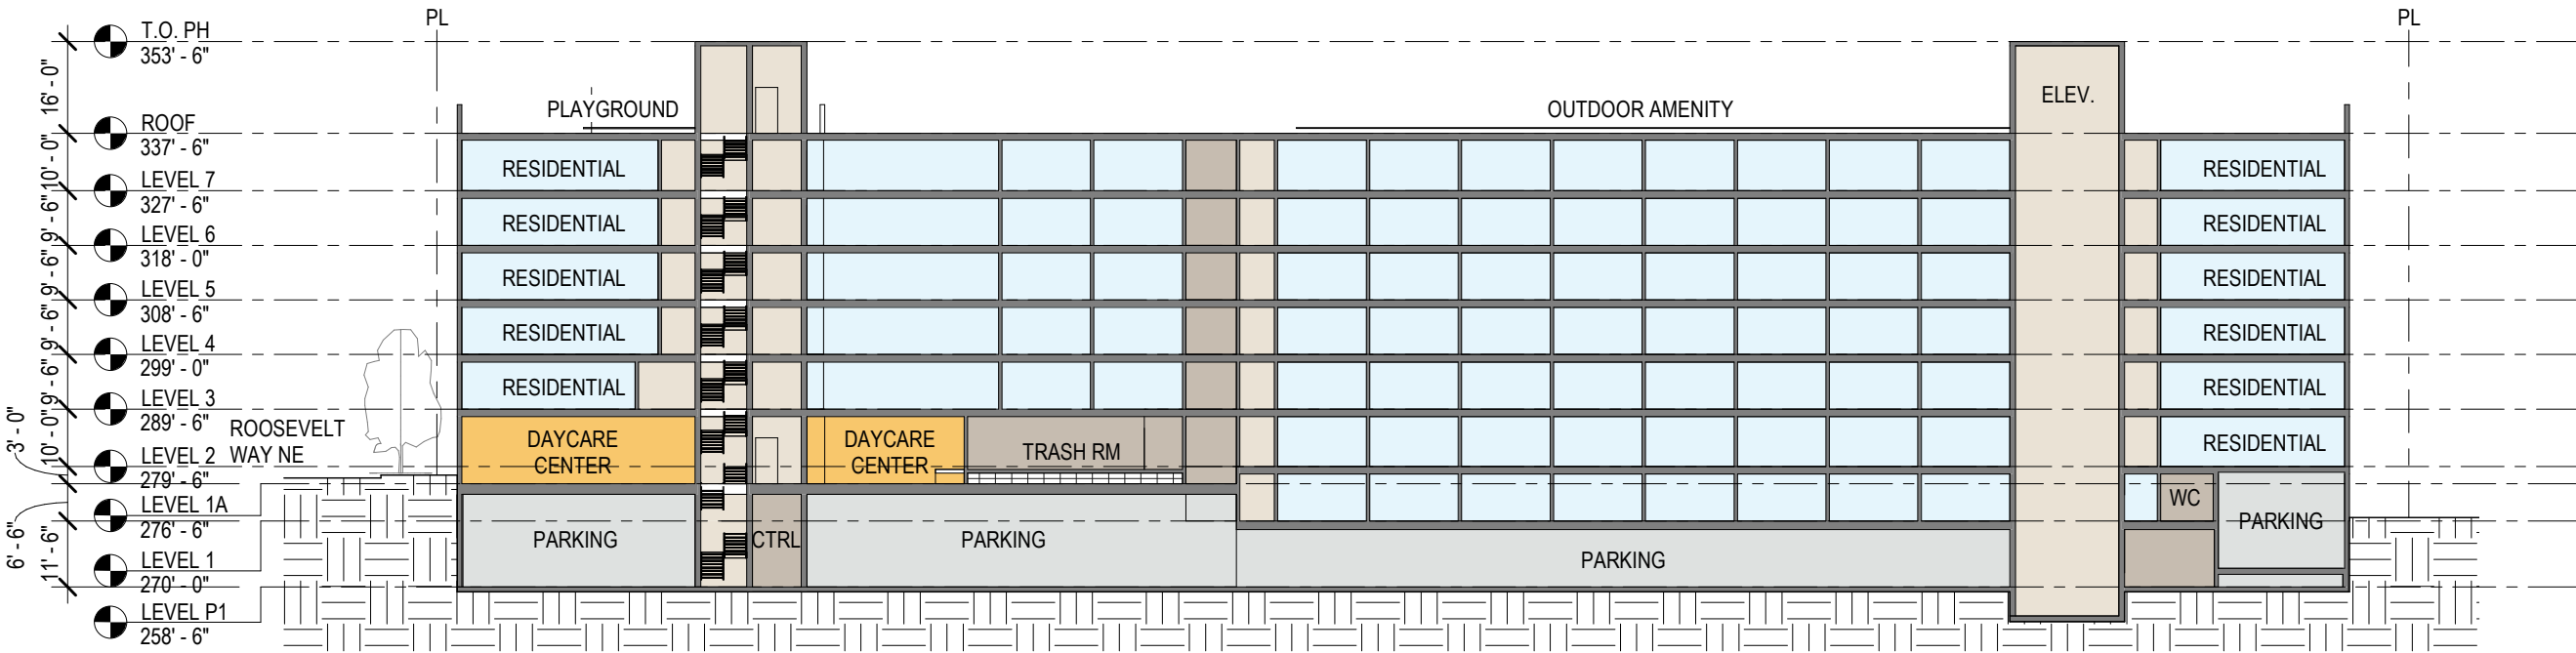 PL
PL
T.O. PH
353' - 6"
16' - 0"
PLAYGROUND
OUTDOOR AMENITY
ELEV.
ROOF
337' - 6"
10' - 0"
RESIDENTIAL
RESIDENTIAL
LEVEL 7
327' - 6"
9' - 6"
RESIDENTIAL
RESIDENTIAL
LEVEL 6
318' - 0"
9' - 6"
RESIDENTIAL
RESIDENTIAL
LEVEL 5
308' - 6"
9' - 6"
RESIDENTIAL
RESIDENTIAL
LEVEL 4
299' - 0"
9' - 6"
RESIDENTIAL
RESIDENTIAL
LEVEL 3
289' - 6"
10' - 0"
3' - 0"
ROOSEVELT
WAY NE
DAYCARE
CENTER
DAYCARE
CENTER
TRASH RM
RESIDENTIAL
LEVEL 2
279' - 6"
LEVEL 1A
276' - 6"
6' - 6"
11' - 6"
WC
PARKING
PARKING
CTRL
PARKING
PARKING
LEVEL 1
270' - 0"
LEVEL P1
258' - 6"